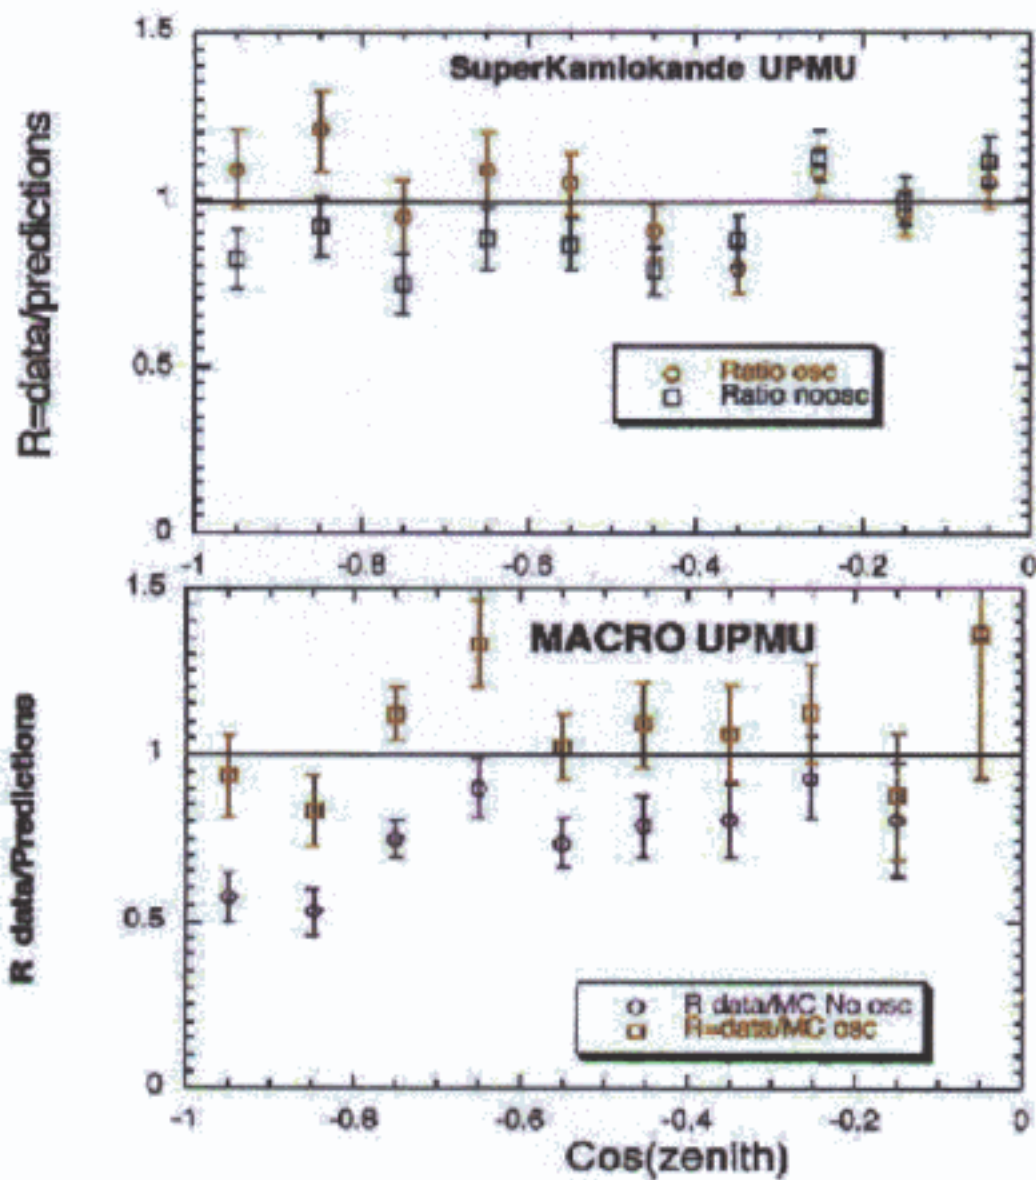 1.5
SuperKamiokande UPMU
R=data/predictions
1
0.5
Ratio osc
Ratio noosc
0
-1 -0.8 -0.6 -0.4 -0.2 0
1.5
MACRO UPMU
R data/Predictions
1
0.5
R data/MC No osc
R=data/MC osc
0
-1 -0.8 -0.6 -0.4 -0.2 0
Cos(zenith)